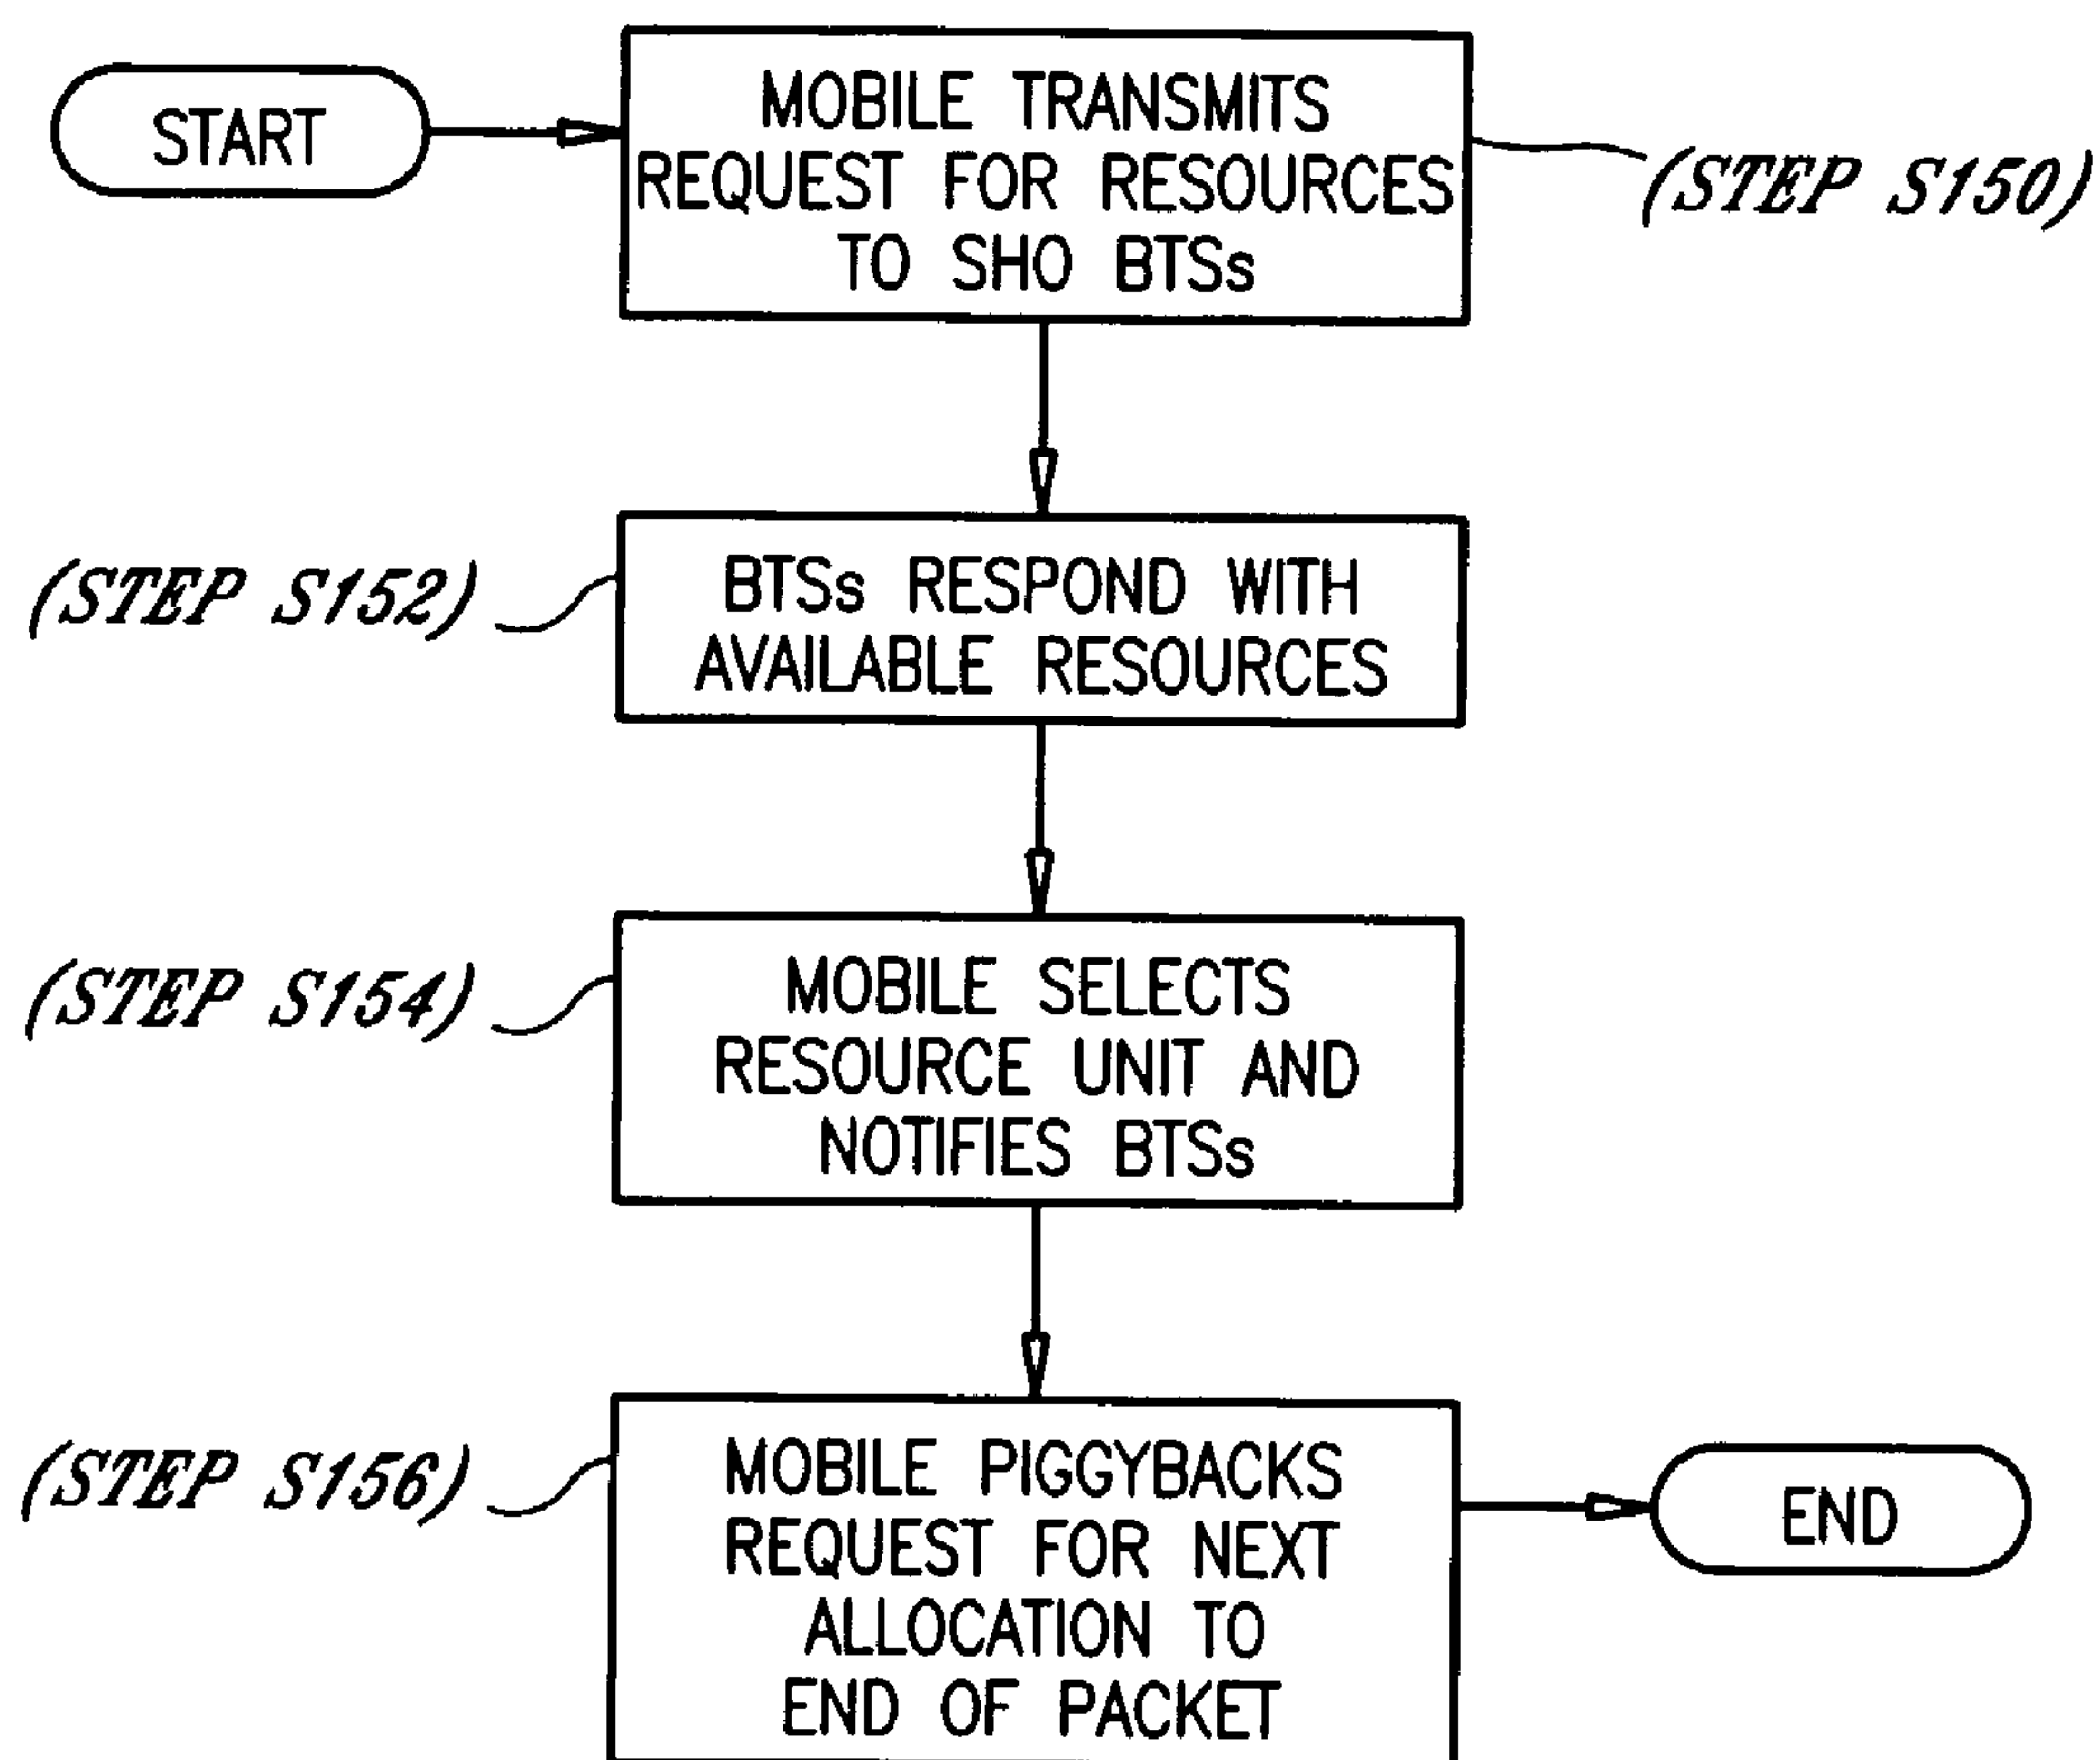 START
MOBILE TRANSMITS
REQUEST FOR RESOURCES
TO SHO BTSs
(STEP S150)
(STEP S152)
BTSs RESPOND WITH
AVAILABLE RESOURCES
(STEP S154)
MOBILE SELECTS
RESOURCE UNIT AND
NOTIFIES BTSs
(STEP S156)
MOBILE PIGGYBACKS
REQUEST FOR NEXT
ALLOCATION TO
END OF PACKET
END